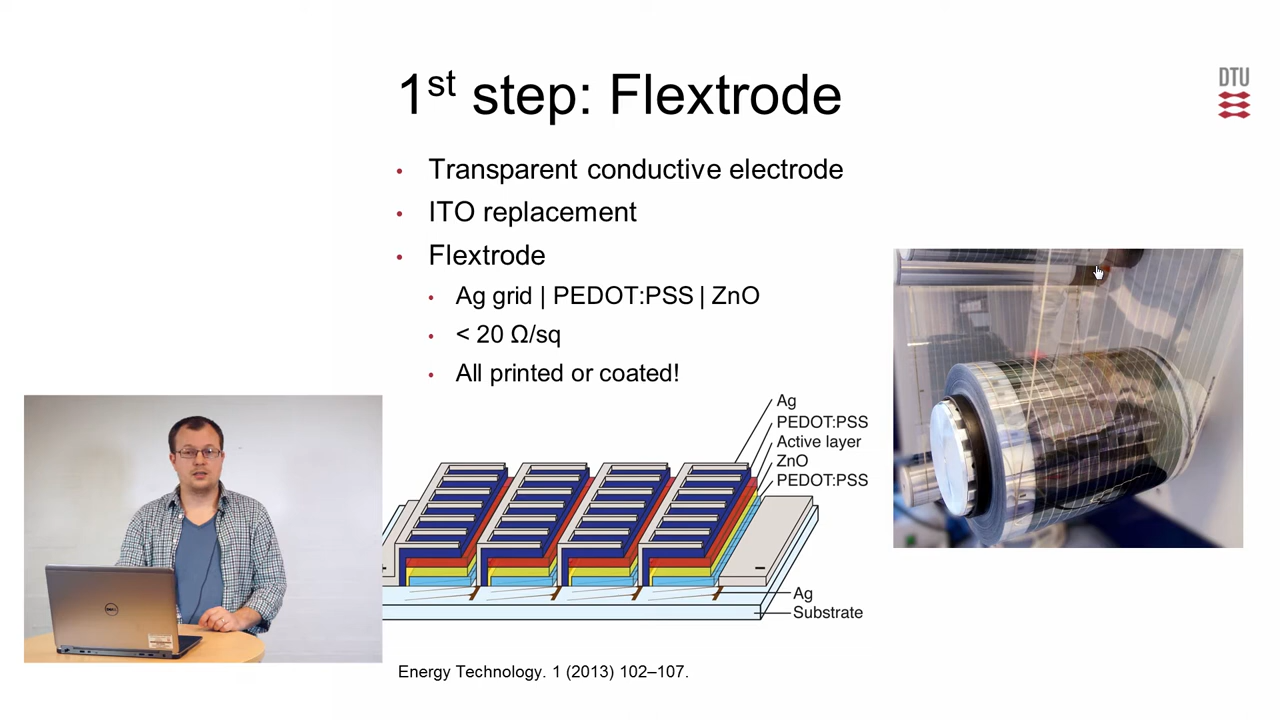 1st step: Flextrode
DTU
• Transparent conductive electrode
• ITO replacement
• Flextrode
• Ag grid | PEDOT:PSS | ZnO
• < 20 Ω/sq
• All printed or coated!
Ag
PEDOT:PSS
Active layer
ZnO
PEDOT:PSS
Ag
Substrate
DELL
Energy Technology. 1 (2013) 102–107.